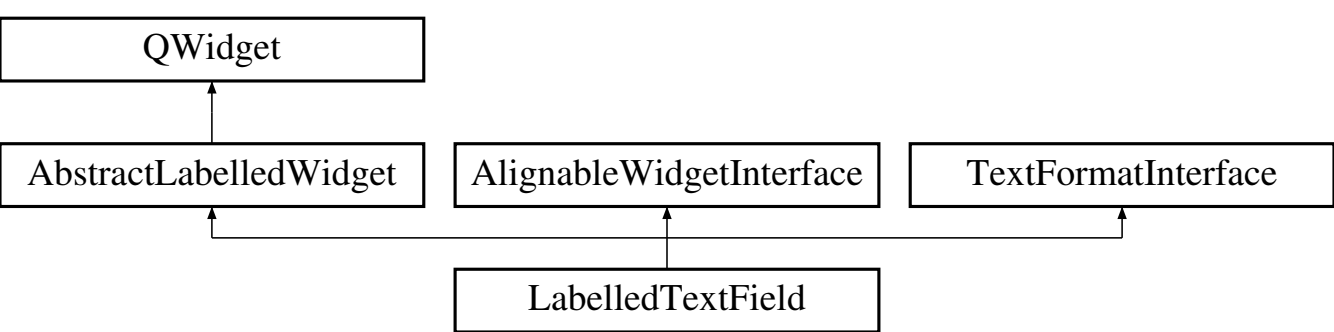 QWidget
AbstractLabelledWidget
AlignableWidgetInterface
TextFormatInterface
LabelledTextField